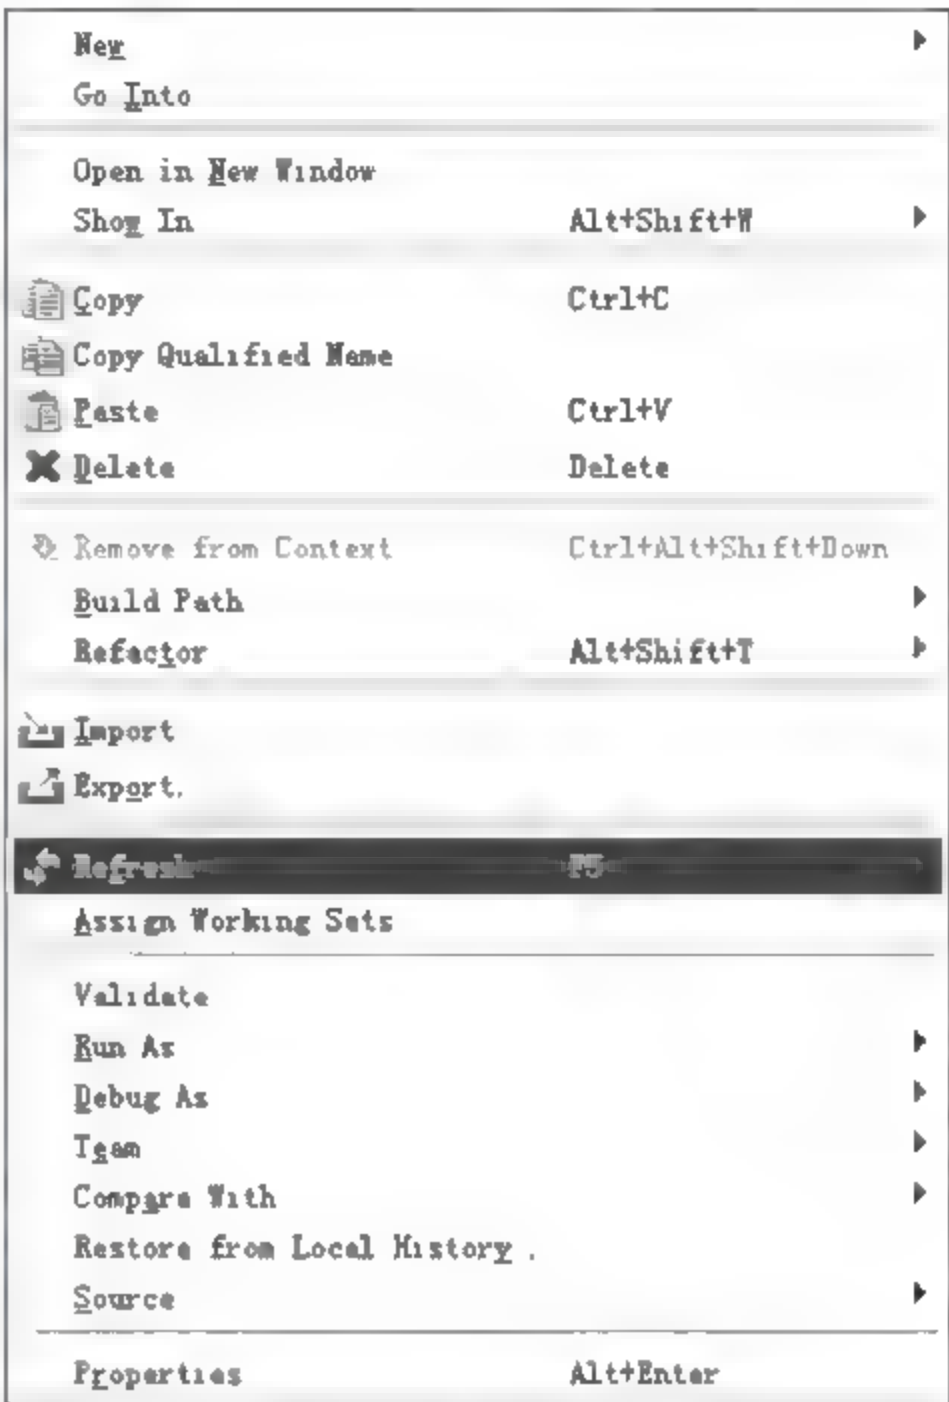 New
Go Into
Open in New Window
Show In Alt+Shift+W
Copy Ctrl+C
Copy Qualified Name
Paste Ctrl+V
Delete Delete
Remove from Context Ctrl+Alt+Shift+Down
Build Path
Refactor Alt+Shift+T
Import
Export.
Refresh F5
Assign Working Sets
Validate
Run As
Debug As
Team
Compare With
Restore from Local History .
Source
Properties Alt+Enter